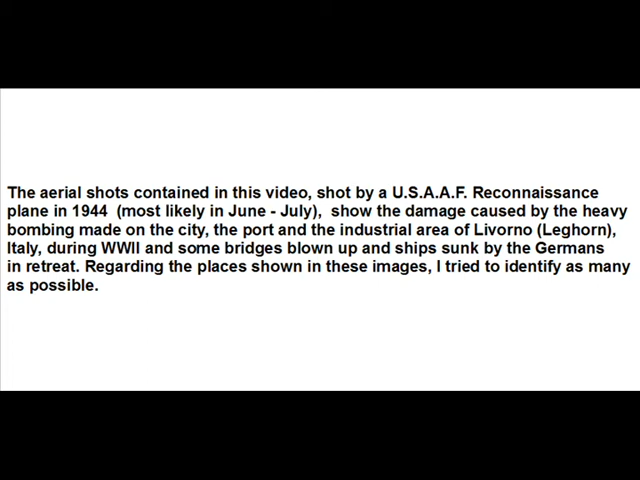 The aerial shots contained in this video, shot by a U.S.A.A.F. Reconnaissance
plane in 1944 (most likely in June - July), show the damage caused by the heavy
bombing made on the city, the port and the industrial area of Livorno (Leghorn),
Italy, during WWII and some bridges blown up and ships sunk by the Germans
in retreat. Regarding the places shown in these images, I tried to identify as many
as possible.